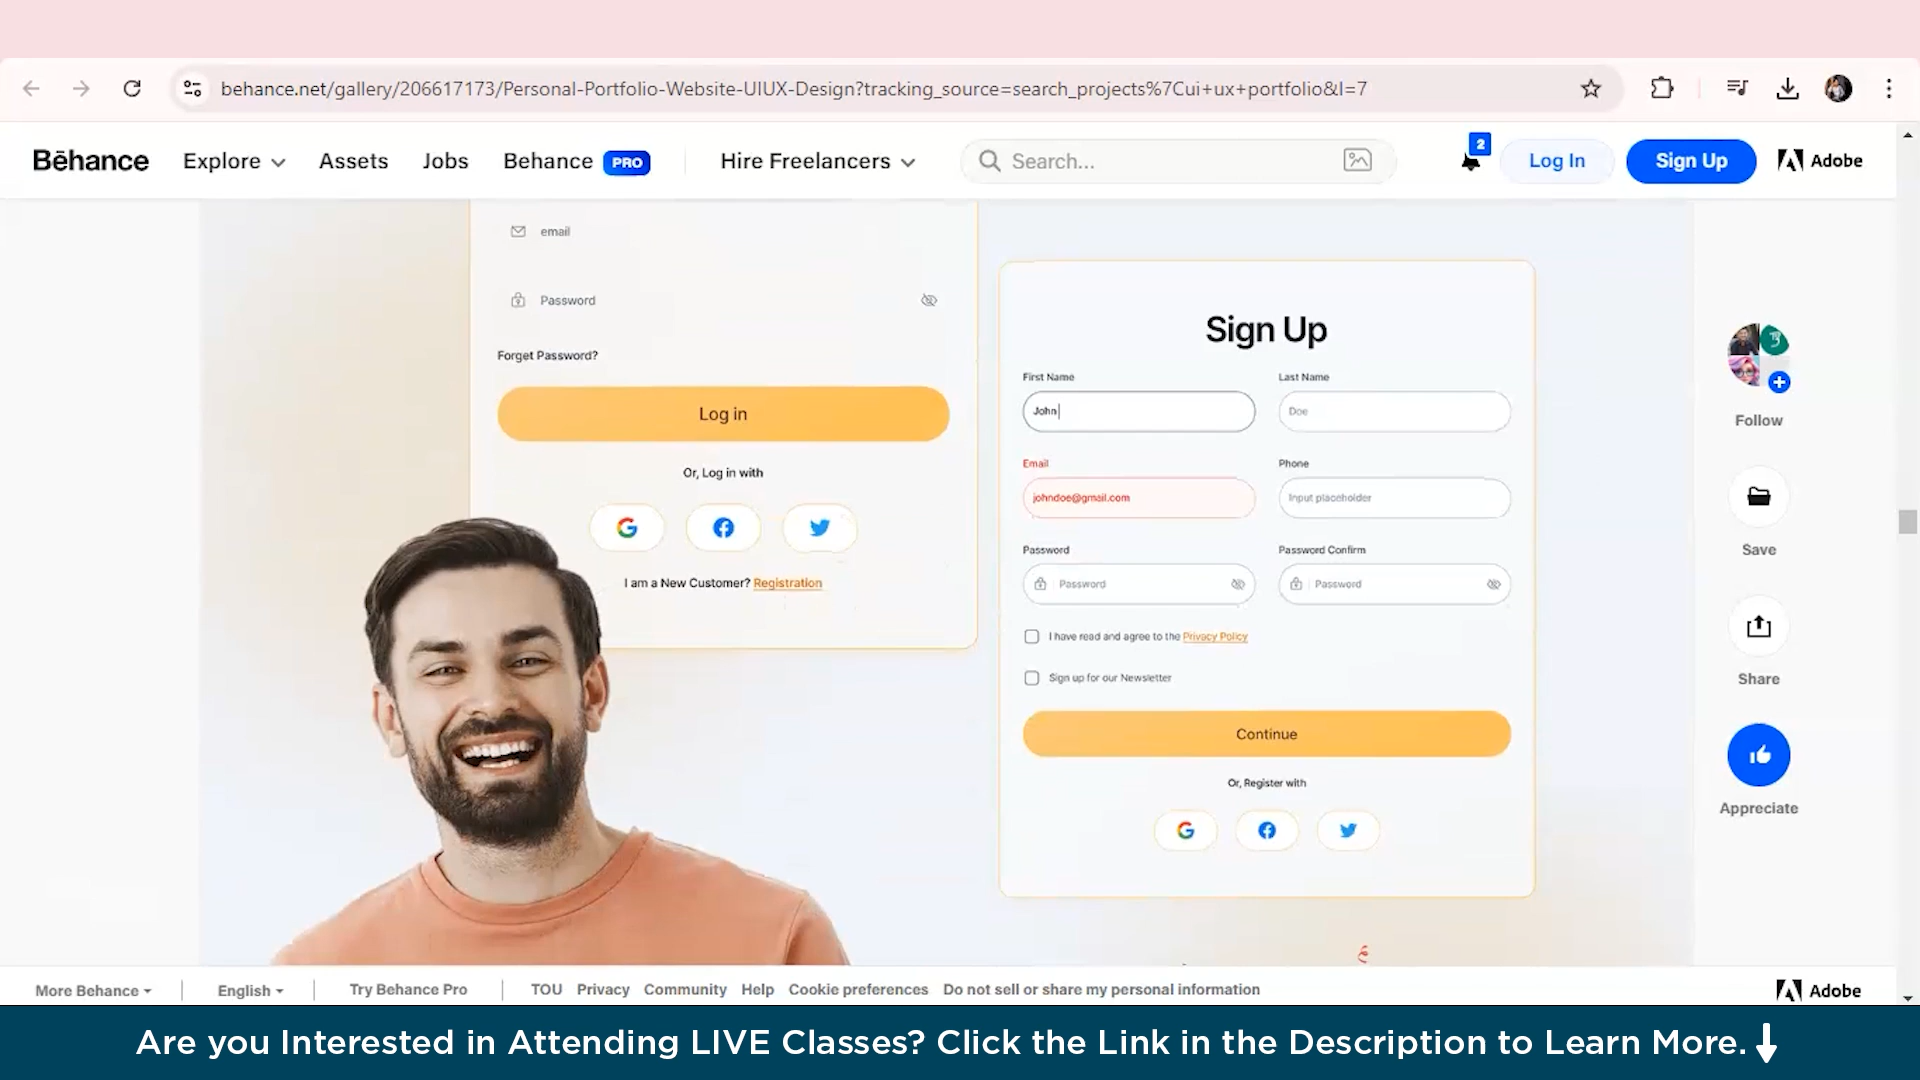 behance.net/gallery/206617173/Personal-Portfolio-Website-UIUX-Design?tracking_source=search_projects%7Cui+ux+portfolio&l=7
Bēhance Explore Assets Jobs Behance PRO Hire Freelancers Search... 2 Log In Sign Up Adobe
email
Password
Forget Password?
Log in
Or, Log in with
I am a New Customer? Registration
Sign Up
First Name Last Name
John Doe
Email Phone
johndoe@gmail.com Input placeholder
Password Password Confirm
Password Password
I have read and agree to the Privacy Policy
Sign up for our Newsletter
Continue
Or, Register with
Follow
Save
Share
Appreciate
More Behance English Try Behance Pro TOU Privacy Community Help Cookie preferences Do not sell or share my personal information Adobe
Are you Interested in Attending LIVE Classes? Click the Link in the Description to Learn More.